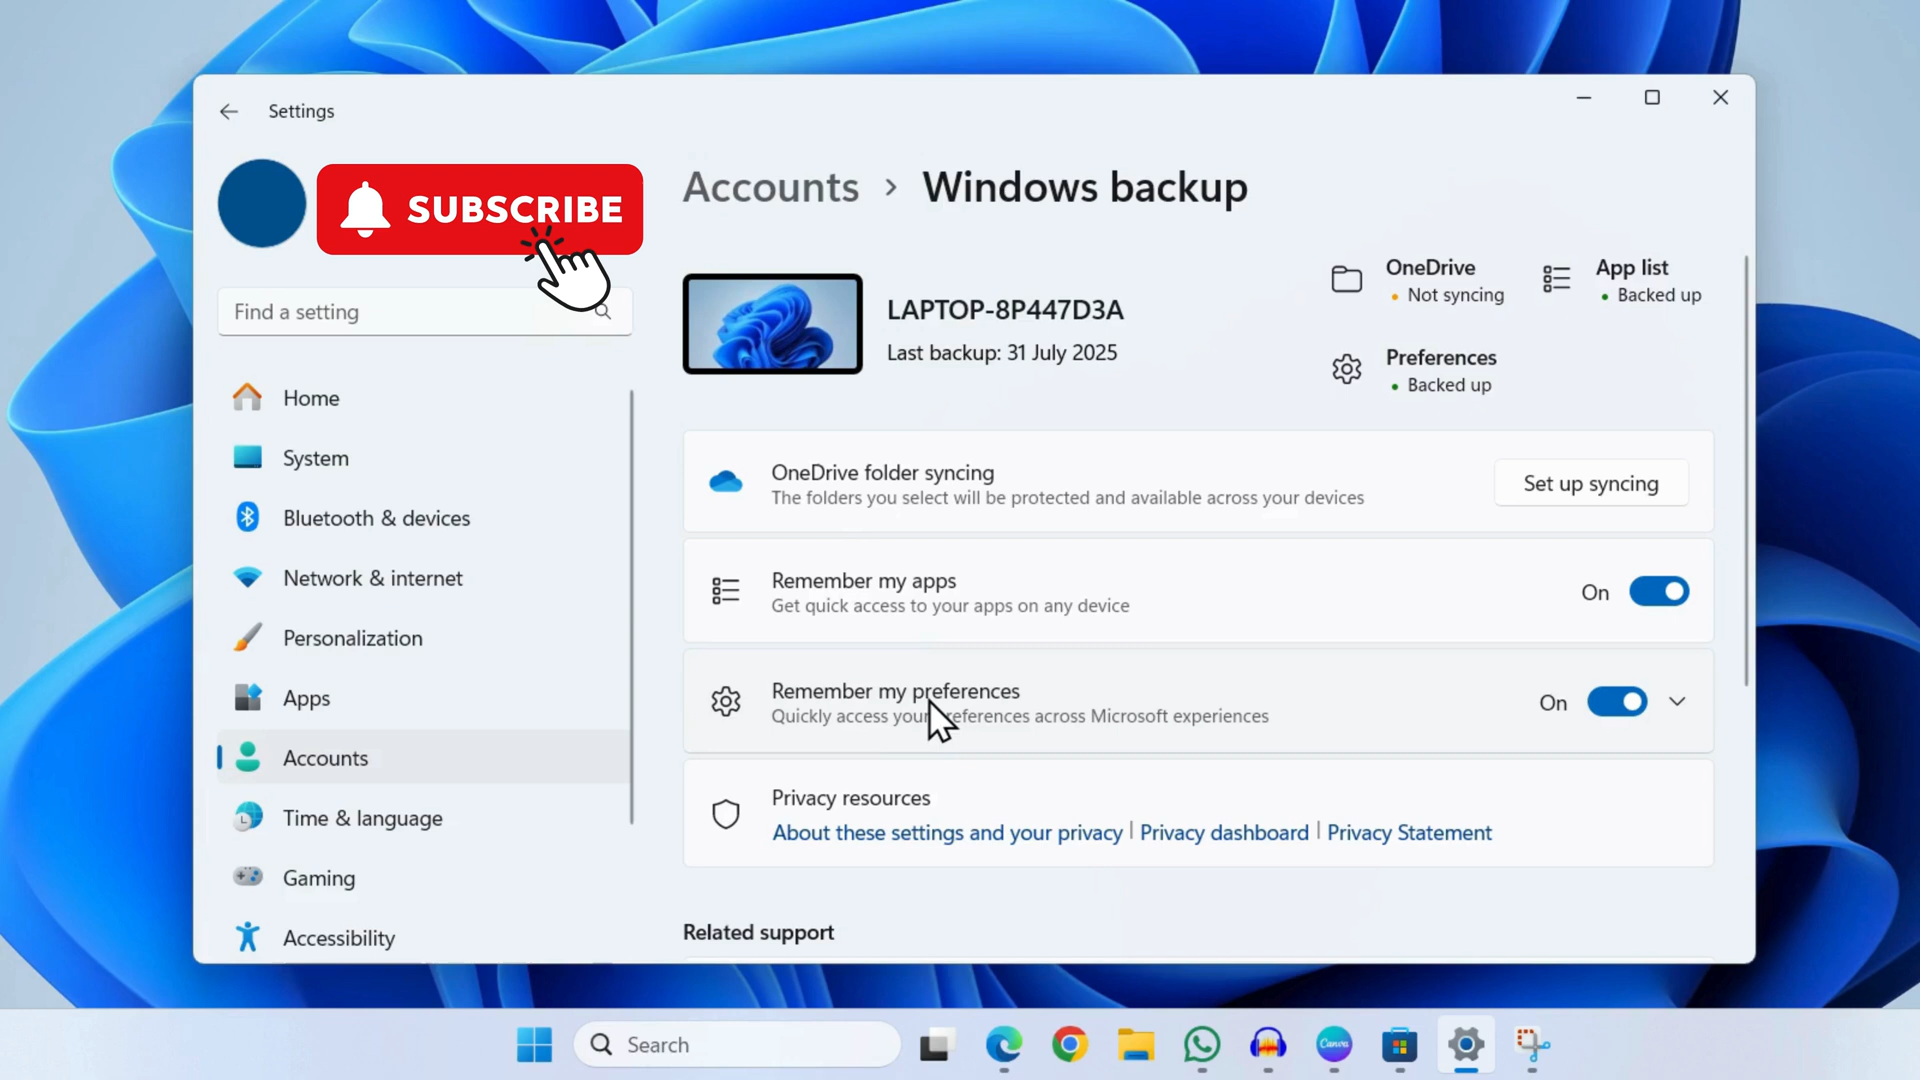 Settings
SUBSCRIBE
Find a setting
Home
System
Bluetooth & devices
Network & internet
Personalization
Apps
Accounts
Time & language
Gaming
Accessibility
Accounts > Windows backup
LAPTOP-8P447D3A
Last backup: 31 July 2025
OneDrive
Not syncing
App list
Backed up
Preferences
Backed up
OneDrive folder syncing
The folders you select will be protected and available across your devices
Set up syncing
Remember my apps
Get quick access to your apps on any device
On
Remember my preferences
Quickly access your preferences across Microsoft experiences
On
Privacy resources
About these settings and your privacy | Privacy dashboard | Privacy Statement
Related support
Search
Canva